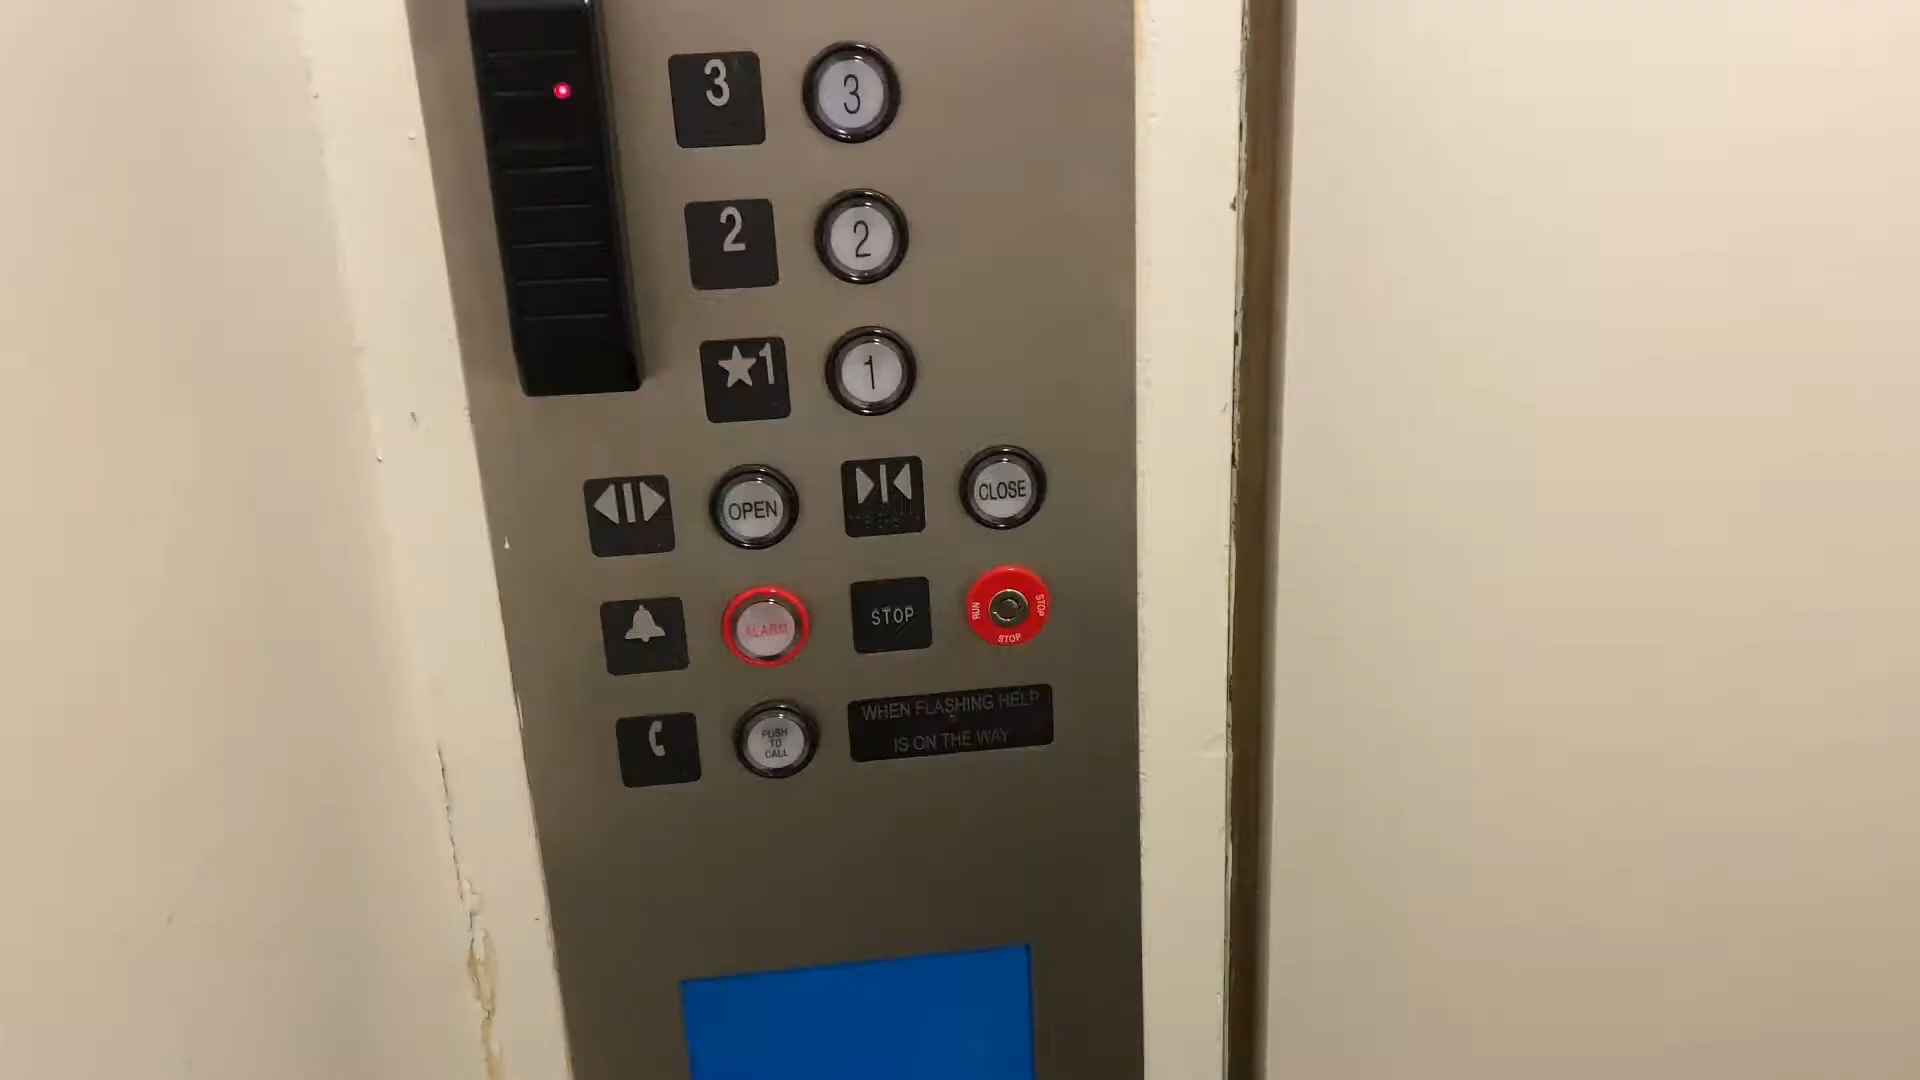 3 3
2 2
★1 1
OPEN CLOSE
ALARM STOP RUN STOP STOP
PUSH TO CALL
WHEN FLASHING HELP
IS ON THE WAY